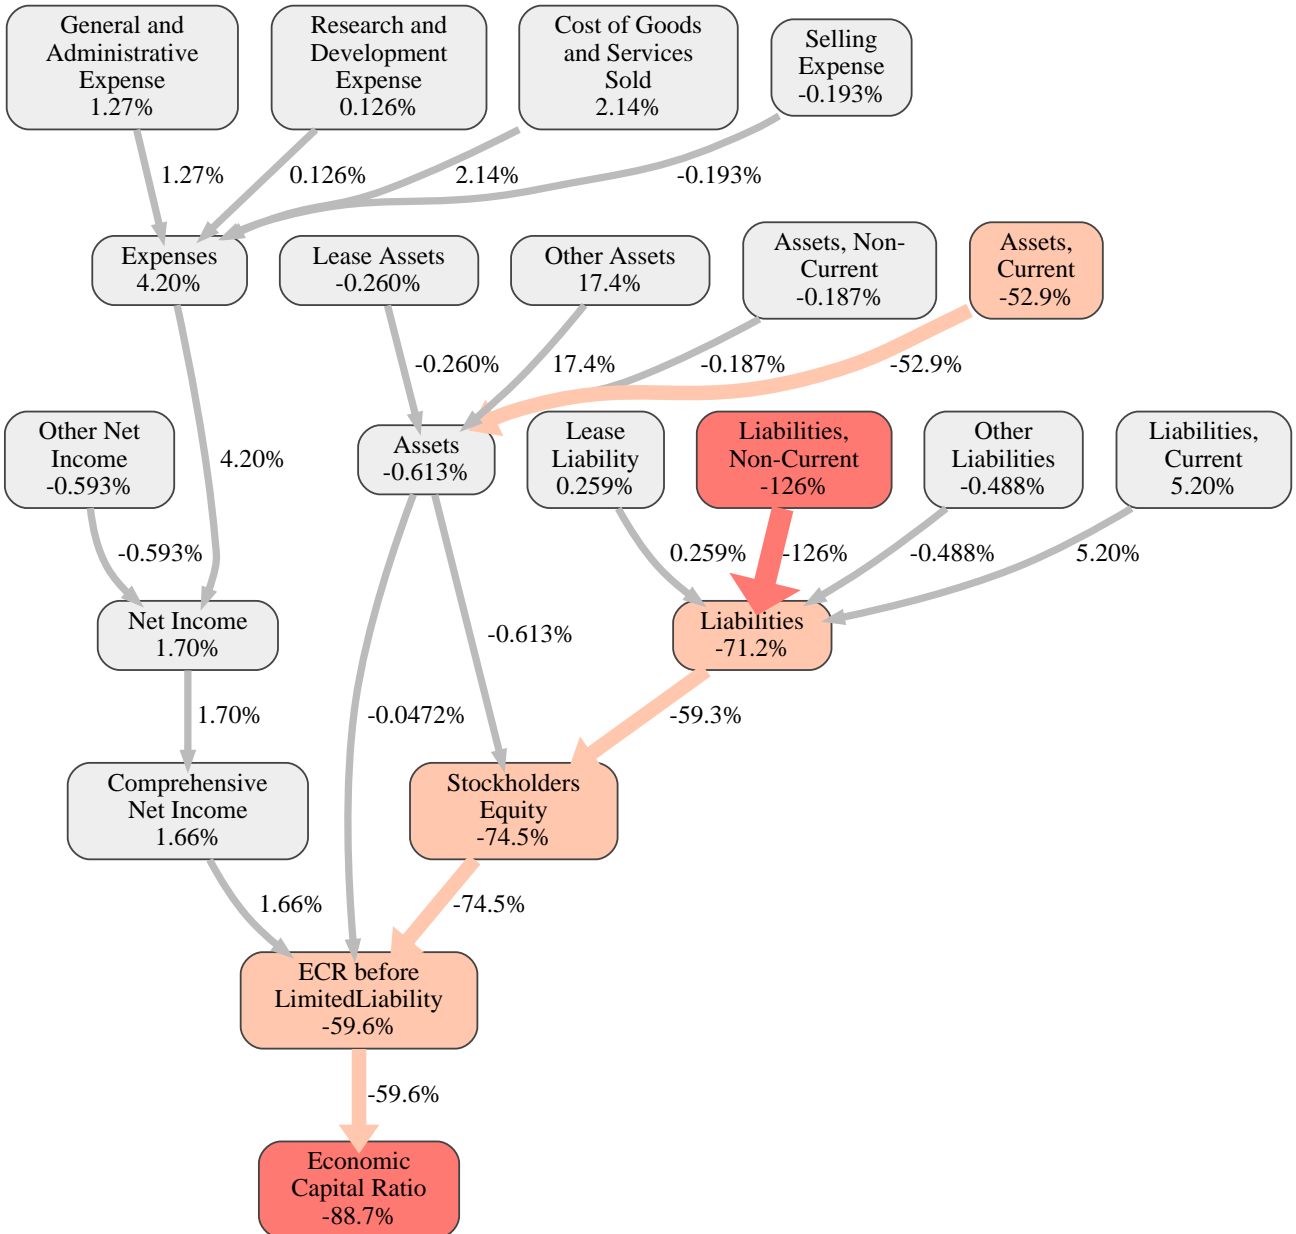 General and
Administrative
Expense
1.27%
Research and
Development
Expense
0.126%
Cost of Goods
and Services
Sold
2.14%
Selling
Expense
-0.193%
1.27%
0.126%
2.14%
-0.193%
Expenses
4.20%
Lease Assets
-0.260%
Other Assets
17.4%
Assets, Non-
Current
-0.187%
Assets,
Current
-52.9%
-0.260%
17.4%
-0.187%
-52.9%
Other Net
Income
-0.593%
4.20%
Assets
-0.613%
Lease
Liability
0.259%
Liabilities,
Non-Current
-126%
Other
Liabilities
-0.488%
Liabilities,
Current
5.20%
-0.593%
0.259%
-126%
-0.488%
5.20%
Net Income
1.70%
-0.613%
Liabilities
-71.2%
1.70%
-0.0472%
-59.3%
Comprehensive
Net Income
1.66%
Stockholders
Equity
-74.5%
1.66%
-74.5%
ECR before
LimitedLiability
-59.6%
-59.6%
Economic
Capital Ratio
-88.7%